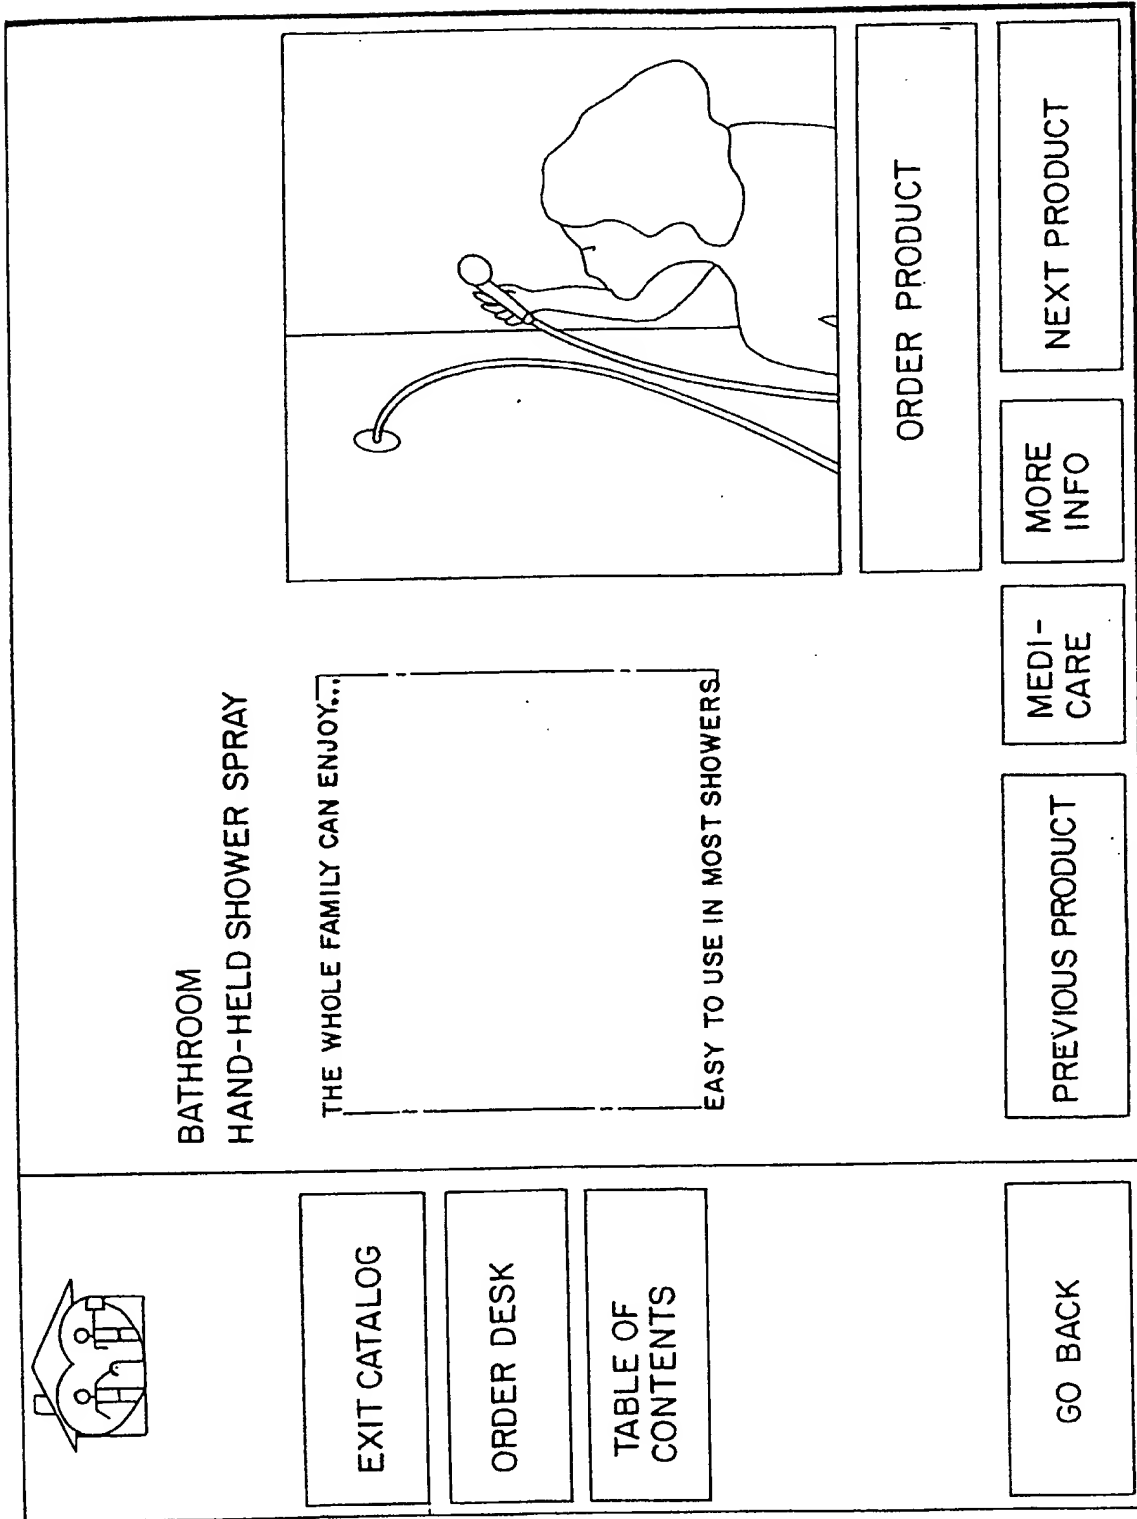 BATHROOM
HAND-HELD SHOWER SPRAY
THE WHOLE FAMILY CAN ENJOY...
EASY TO USE IN MOST SHOWERS
EXIT CATALOG
ORDER DESK
TABLE OF
CONTENTS
GO BACK
ORDER PRODUCT
PREVIOUS PRODUCT
MEDI-
CARE
MORE
INFO
NEXT PRODUCT